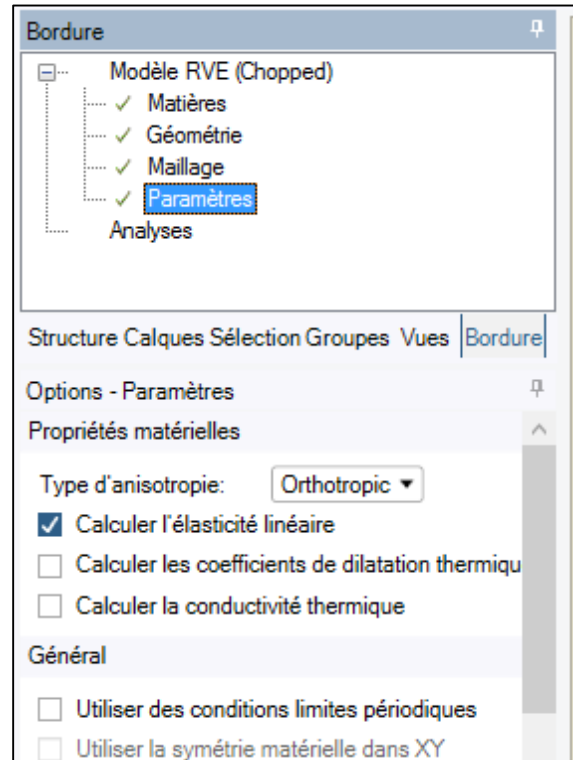 Bordure
Modèle RVE (Chopped)
Matières
Géométrie
Maillage
Paramètres
Analyses
Structure Calques Sélection Groupes Vues Bordure
Options - Paramètres
Propriétés matérielles
Type d'anisotropie: Orthotropic
Calculer l'élasticité linéaire
Calculer les coefficients de dilatation thermiqu
Calculer la conductivité thermique
Général
Utiliser des conditions limites périodiques
Utiliser la symétrie matérielle dans XY